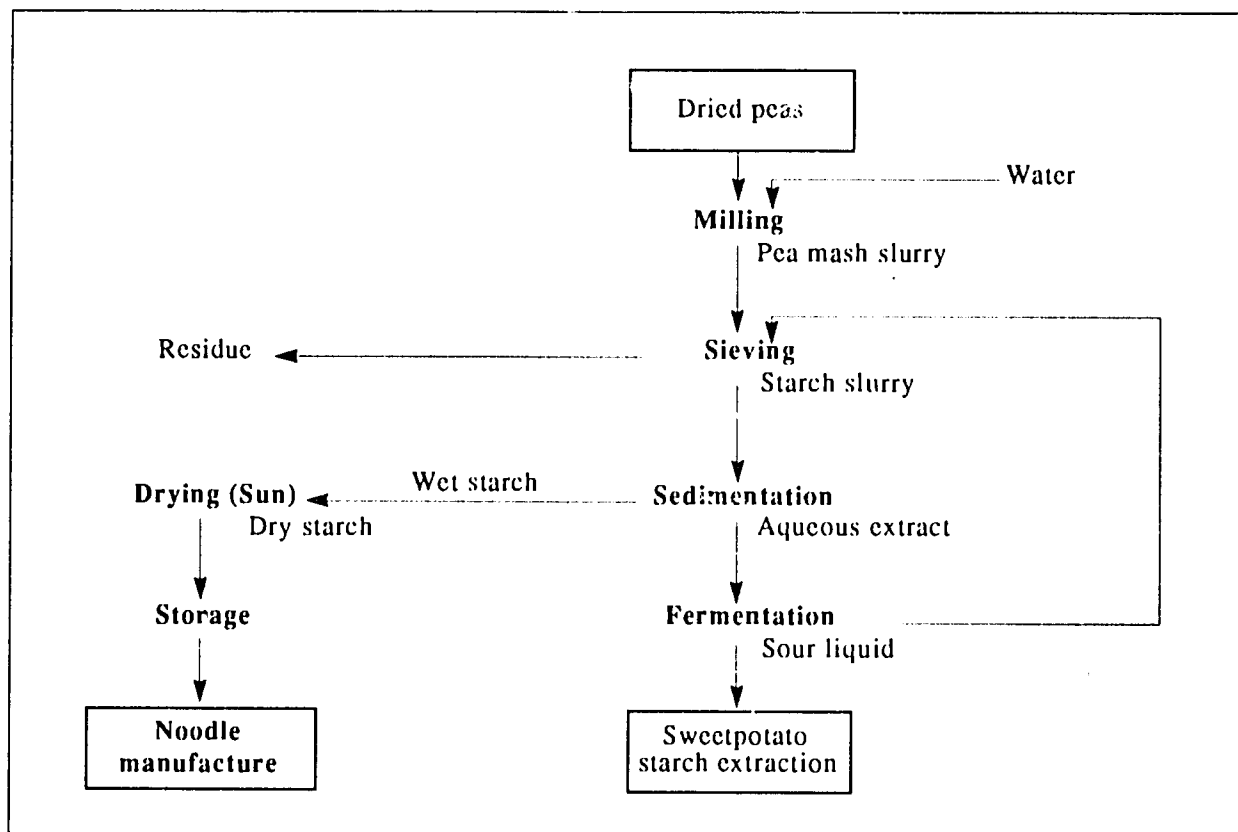 Dried peas
Water
Milling
Pea mash slurry
Sieving
Residue
Starch slurry
Wet starch
Drying (Sun)
Sedimentation
Dry starch
Aqueous extract
Storage
Fermentation
Sour liquid
Noodle
manufacture
Sweetpotato
starch extraction